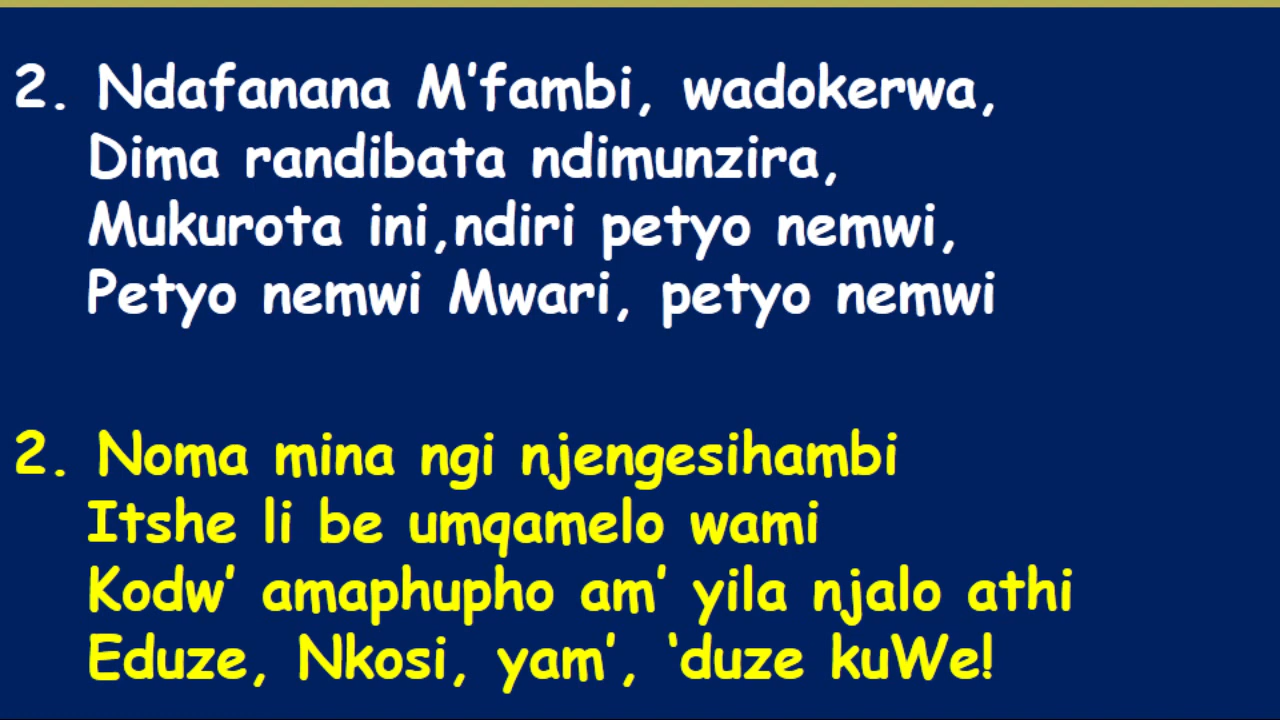 2. Ndafanana M'fambi, wadokerwa,
Dima randibata ndimunzira,
Mukurota ini,ndiri petyo nemwi,
Petyo nemwi Mwari, petyo nemwi
2. Noma mina ngi njengesihambi
Itshe li be umqamelo wami
Kodw’ amaphupho am’ yila njalo athi
Eduze, Nkosi, yam’, ‘duze kuWe!